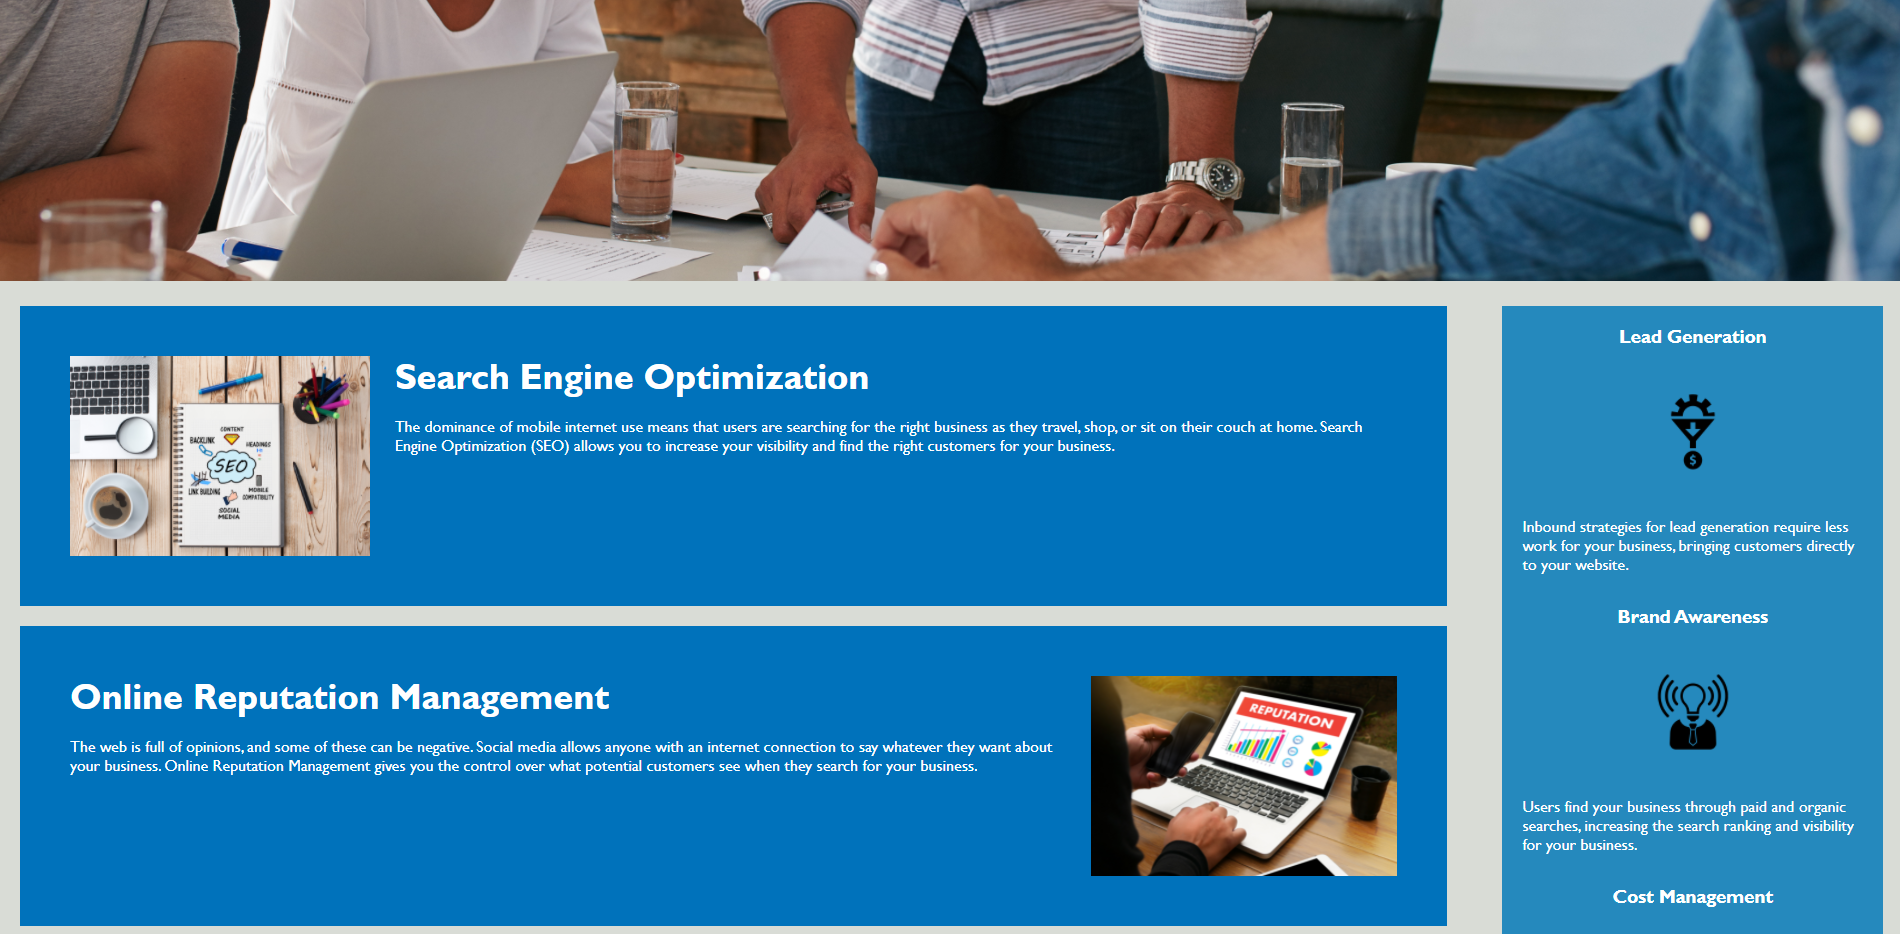 Search Engine Optimization
The dominance of mobile internet use means that users are searching for the right business as they travel, shop, or sit on their couch at home. Search
Engine Optimization (SEO) allows you to increase your visibility and find the right customers for your business.
CONTENT
BACKLINK
HEADINGS
SEO
LINK BUILDING
MOBILE
COMPATIBILITY
SOCIAL
MEDIA
Online Reputation Management
The web is full of opinions, and some of these can be negative. Social media allows anyone with an internet connection to say whatever they want about
your business. Online Reputation Management gives you the control over what potential customers see when they search for your business.
REPUTATION
Lead Generation
$
Inbound strategies for lead generation require less
work for your business, bringing customers directly
to your website.
Brand Awareness
Users find your business through paid and organic
searches, increasing the search ranking and visibility
for your business.
Cost Management